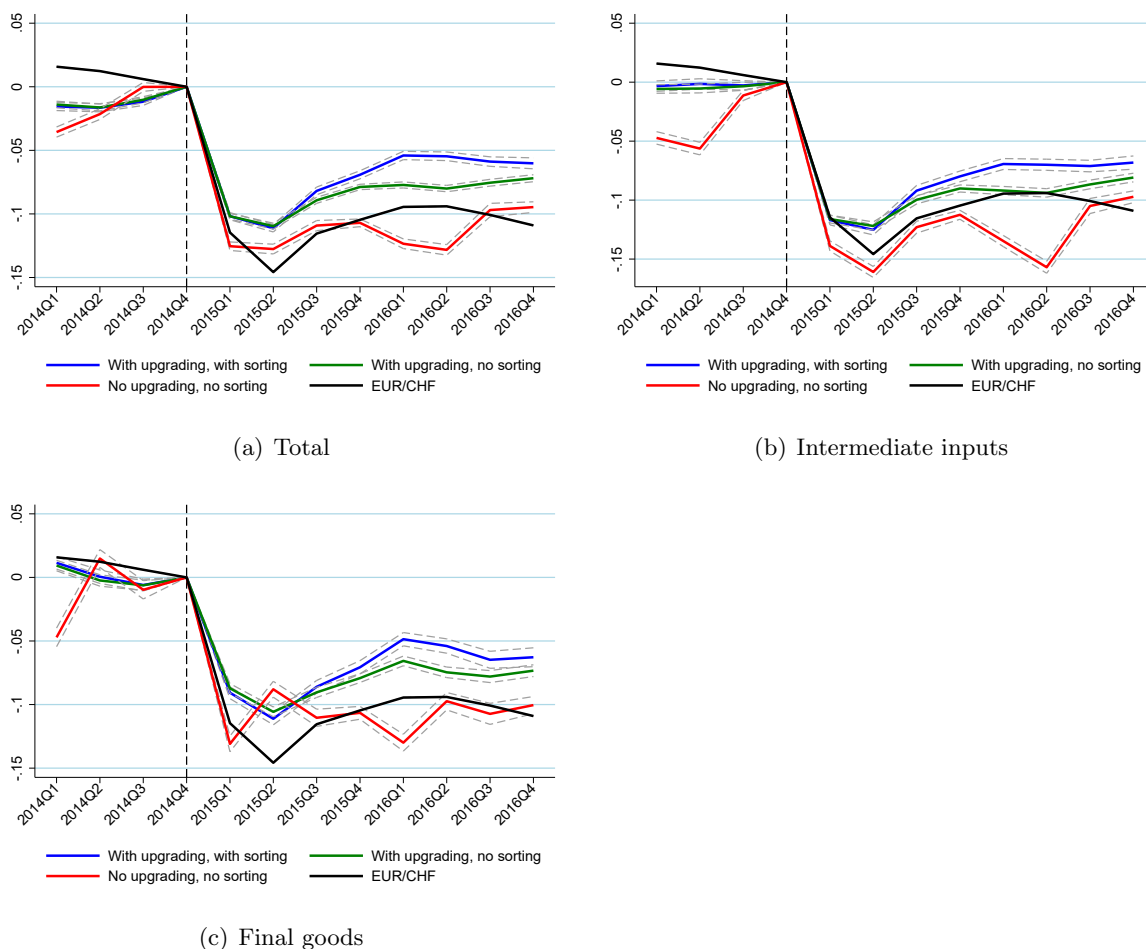 .05
0
-.05
-.1
-.15
2014Q1 2014Q2 2014Q3 2014Q4 2015Q1 2015Q2 2015Q3 2015Q4 2016Q1 2016Q2 2016Q3 2016Q4
With upgrading, with sorting With upgrading, no sorting
No upgrading, no sorting EUR/CHF
(a) Total
.05
0
-.05
-.1
-.15
2014Q1 2014Q2 2014Q3 2014Q4 2015Q1 2015Q2 2015Q3 2015Q4 2016Q1 2016Q2 2016Q3 2016Q4
With upgrading, with sorting With upgrading, no sorting
No upgrading, no sorting EUR/CHF
(b) Intermediate inputs
.05
0
-.05
-.1
-.15
2014Q1 2014Q2 2014Q3 2014Q4 2015Q1 2015Q2 2015Q3 2015Q4 2016Q1 2016Q2 2016Q3 2016Q4
With upgrading, with sorting With upgrading, no sorting
No upgrading, no sorting EUR/CHF
(c) Final goods